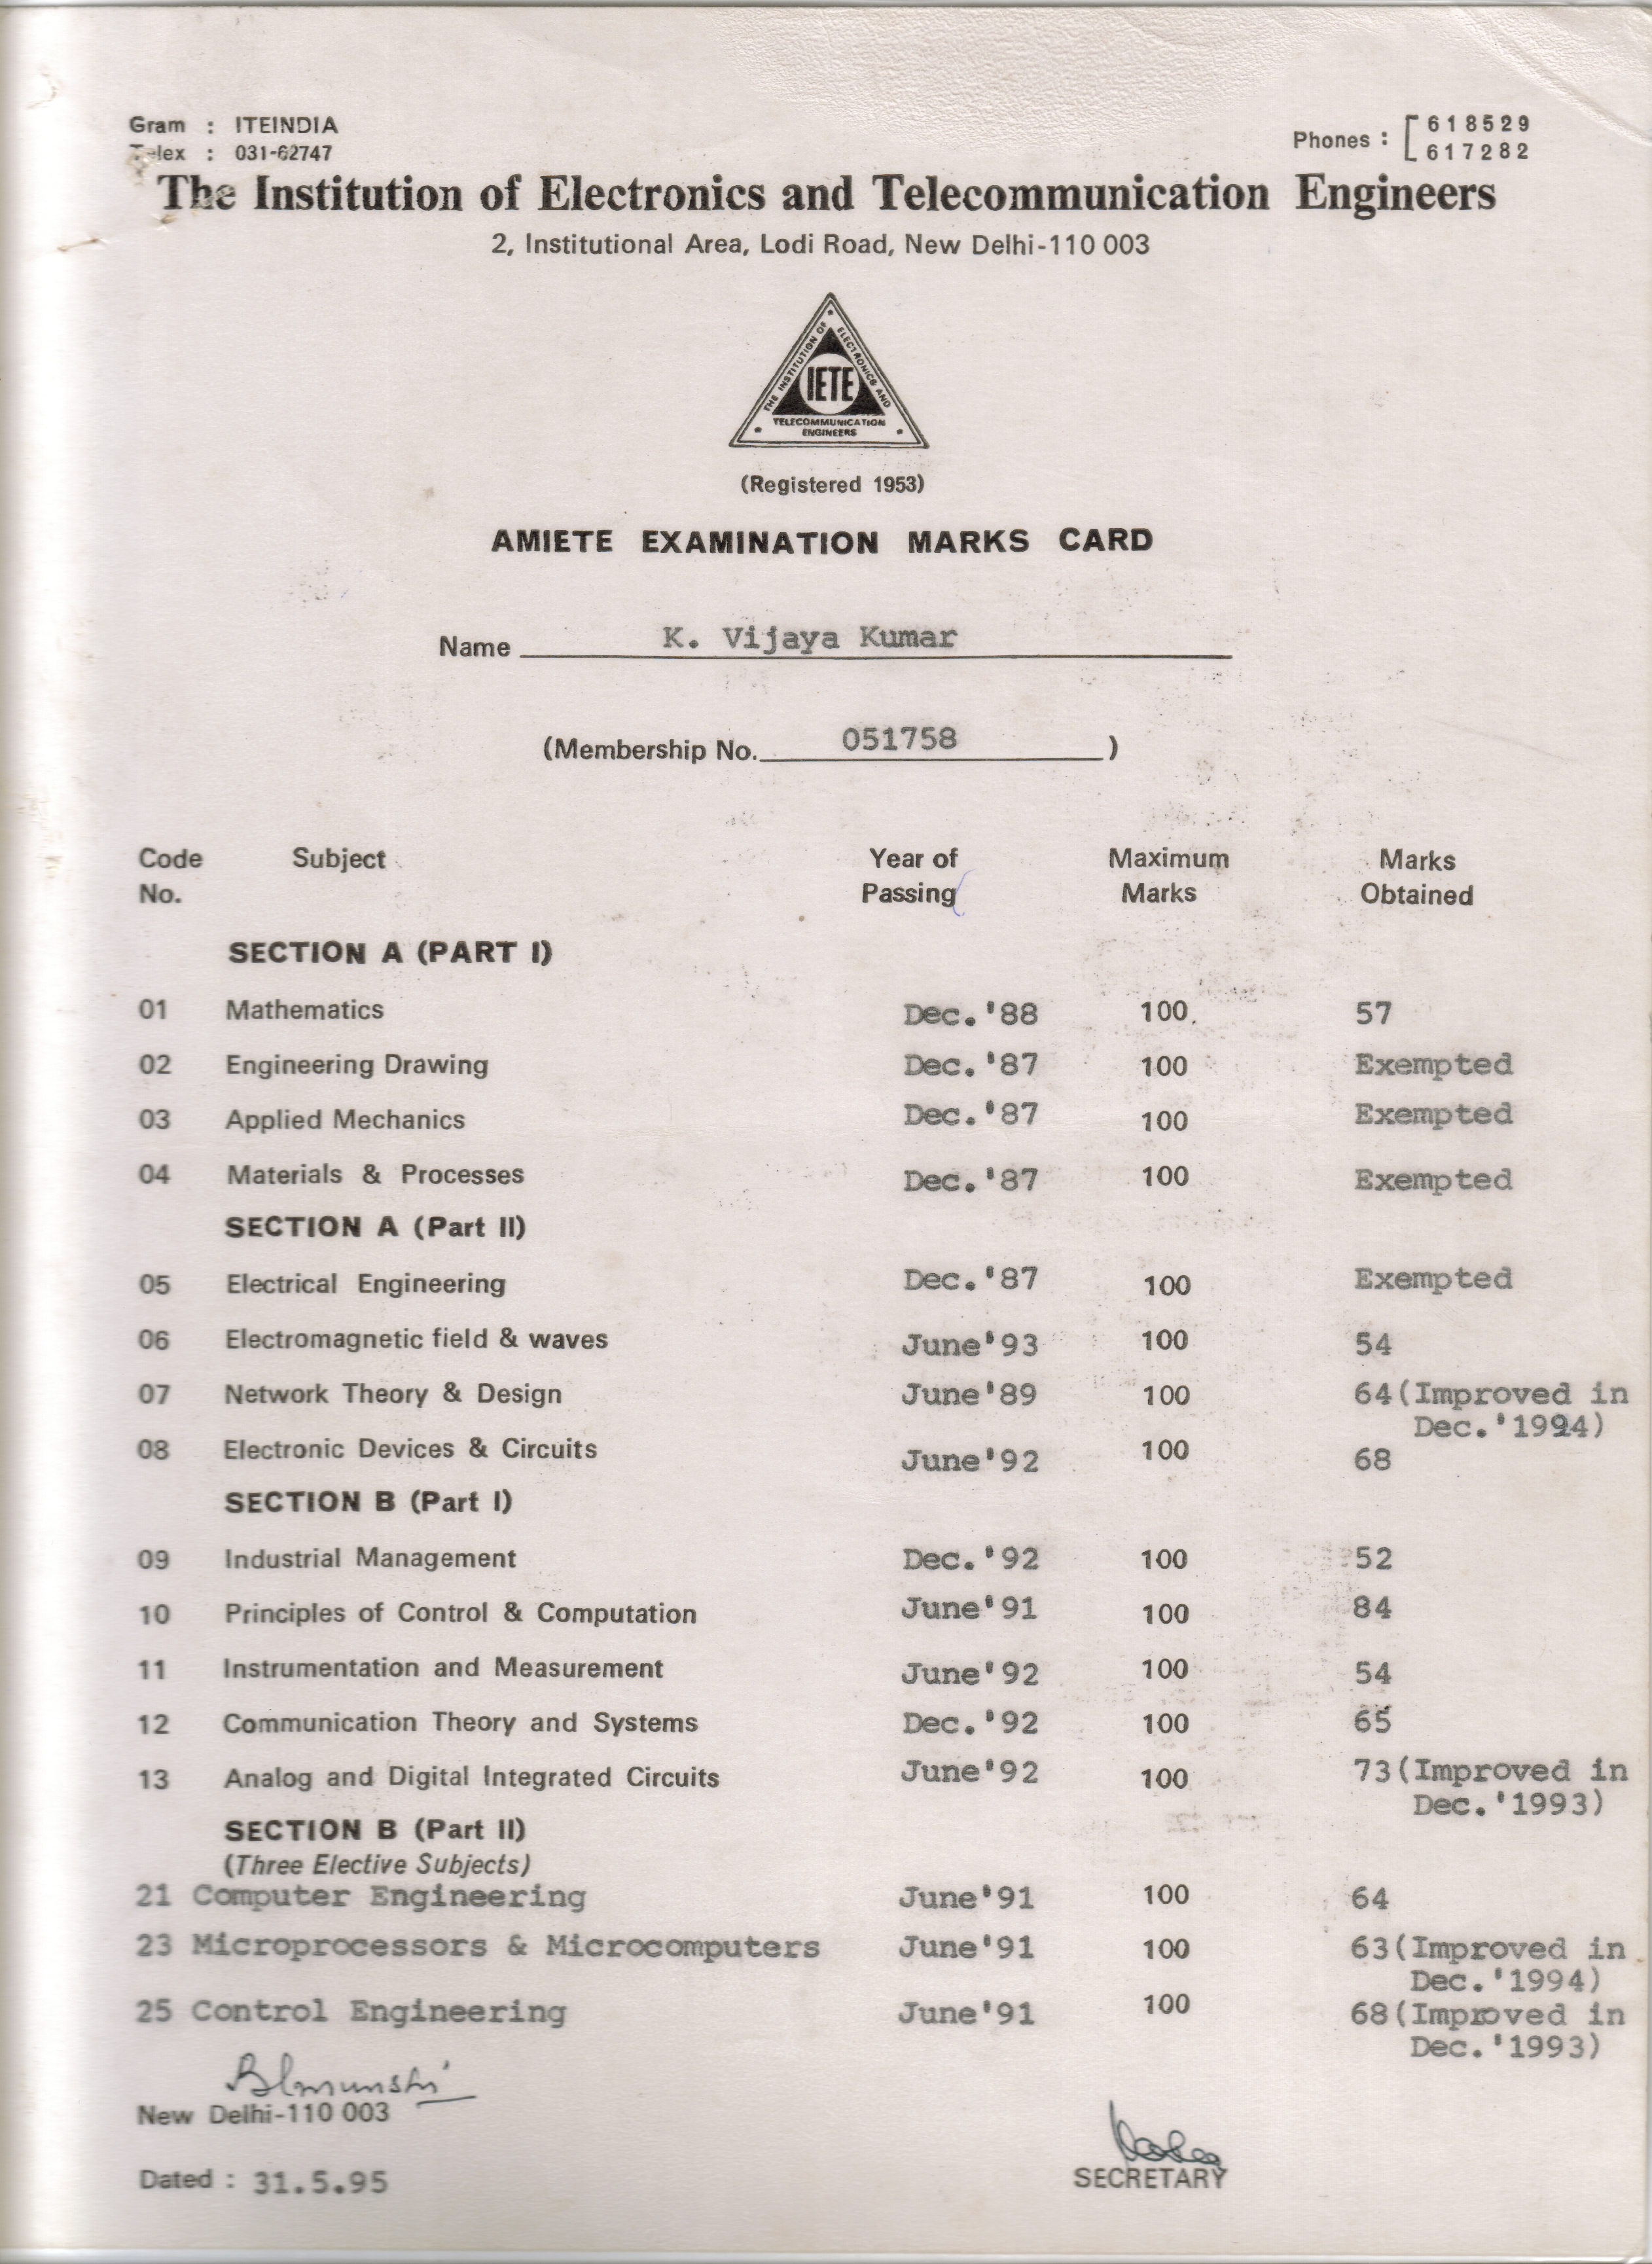 Gram : ITEINDIA
Telex : 031-62747
Phones : 618529
617282
The Institution of Electronics and Telecommunication Engineers
2, Institutional Area, Lodi Road, New Delhi-110 003
THE INSTITUTION OF ELECTRONICS AND
IETE
TELECOMMUNICATION
ENGINEERS
(Registered 1953)
AMIETE EXAMINATION MARKS CARD
Name K. Vijaya Kumar
(Membership No. 051758 )
Code Subject Year of Maximum Marks
No. Passing Marks Obtained
SECTION A (PART I)
01 Mathematics Dec.'88 100 57
02 Engineering Drawing Dec.'87 100 Exempted
03 Applied Mechanics Dec.'87 100 Exempted
04 Materials & Processes Dec.'87 100 Exempted
SECTION A (Part II)
05 Electrical Engineering Dec.'87 100 Exempted
06 Electromagnetic field & waves June'93 100 54
07 Network Theory & Design June'89 100 64(Improved in
Dec.'1994)
08 Electronic Devices & Circuits June'92 100 68
SECTION B (Part I)
09 Industrial Management Dec.'92 100 52
10 Principles of Control & Computation June'91 100 84
11 Instrumentation and Measurement June'92 100 54
12 Communication Theory and Systems Dec.'92 100 65
13 Analog and Digital Integrated Circuits June'92 100 73(Improved in
Dec.'1993)
SECTION B (Part II)
(Three Elective Subjects)
21 Computer Engineering June'91 100 64
23 Microprocessors & Microcomputers June'91 100 63(Improved in
Dec.'1994)
25 Control Engineering June'91 100 68(Improved in
Dec.'1993)
New Delhi-110 003
Dated : 31.5.95
SECRETARY